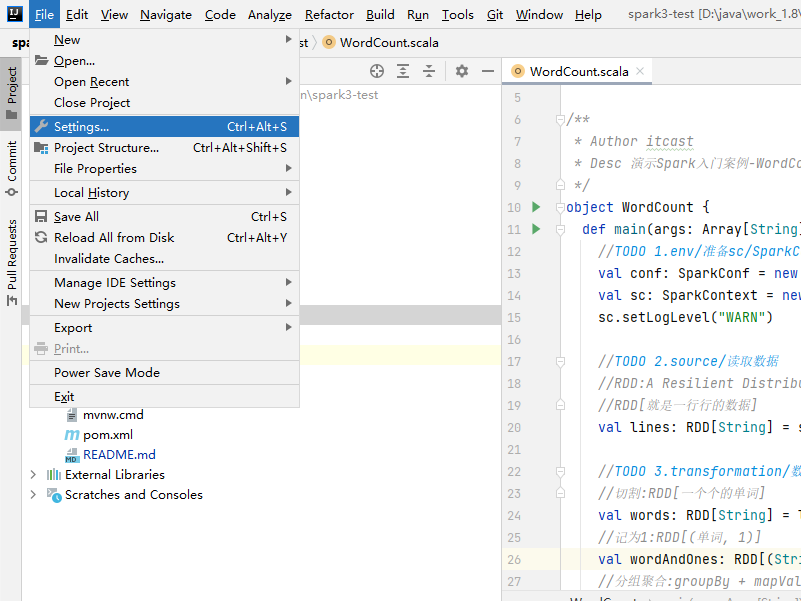 File Edit View Navigate Code Analyze Refactor Build Run Tools Git Window Help spark3-test [D:\java\work_1.8\
spa
st WordCount.scala
New
Open...
Open Recent
Close Project
Settings... Ctrl+Alt+S
Project Structure... Ctrl+Alt+Shift+S
File Properties
Local History
Save All Ctrl+S
Reload All from Disk Ctrl+Alt+Y
Invalidate Caches...
Manage IDE Settings
New Projects Settings
Export
Print...
Power Save Mode
Exit
n\spark3-test
mvnw.cmd
pom.xml
README.md
External Libraries
Scratches and Consoles
Project
Commit
Pull Requests
WordCount.scala
5
6 /**
7 * Author itcast
8 * Desc 演示Spark入门案例-WordCo
9 */
10 object WordCount {
11 def main(args: Array[String]
12 //TODO 1.env/准备sc/SparkC
13 val conf: SparkConf = new
14 val sc: SparkContext = new
15 sc.setLogLevel("WARN")
16
17 //TODO 2.source/读取数据
18 //RDD:A Resilient Distribu
19 //RDD[就是一行行的数据]
20 val lines: RDD[String] = s
21
22 //TODO 3.transformation/数
23 //切割:RDD[一个个的单词]
24 val words: RDD[String] = l
25 //记为1:RDD[(单词, 1)]
26 val wordAndOnes: RDD[(Stri
27 //分组聚合:groupBy + mapVal